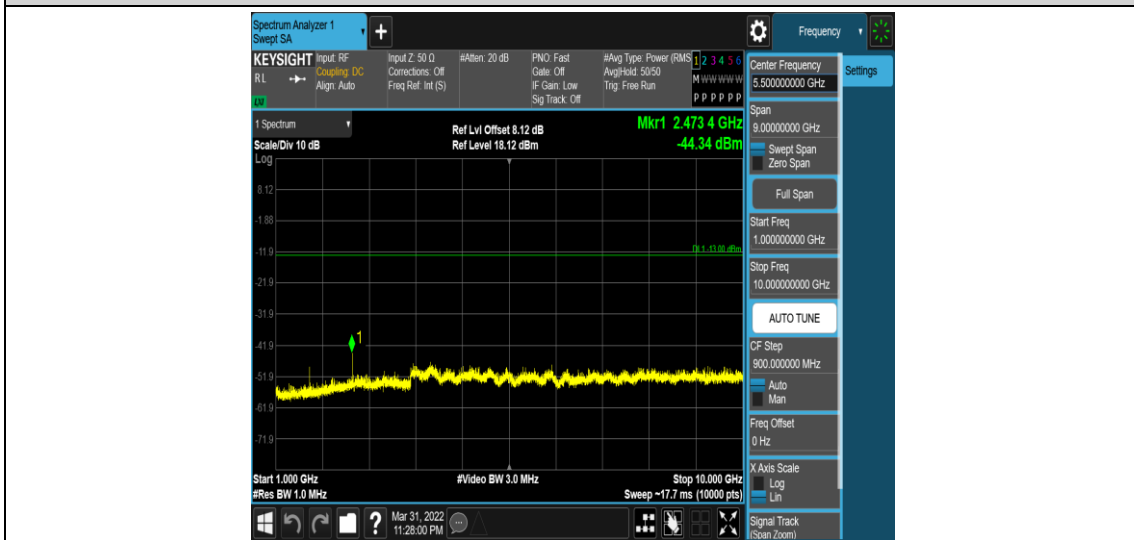 Spectrum Analyzer 1
Swept SA
+
Frequency
KEYSIGHT
RL
LXI
Input: RF
Coupling: DC
Align: Auto
Input Z: 50 Ω
Corrections: Off
Freq Ref: Int (S)
#Atten: 20 dB
PNO: Fast
Gate: Off
IF Gain: Low
Sig Track: Off
#Avg Type: Power (RMS
Avg|Hold: 50/50
Trig: Free Run
1 2 3 4 5 6
M W W W W W
P P P P P P
Center Frequency
5.500000000 GHz
Settings
1 Spectrum
Scale/Div 10 dB
Log
Ref Lvl Offset 8.12 dB
Ref Level 18.12 dBm
Mkr1 2.473 4 GHz
-44.34 dBm
Span
9.00000000 GHz
Swept Span
Zero Span
Full Span
Start Freq
1.000000000 GHz
Stop Freq
10.000000000 GHz
AUTO TUNE
CF Step
900.000000 MHz
Auto
Man
Freq Offset
0 Hz
X Axis Scale
Log
Lin
Signal Track
(Span Zoom)
8.12
-1.88
-11.9
DL1 -13.00 dBm
-21.9
-31.9
1
-41.9
-51.9
-61.9
-71.9
Start 1.000 GHz
#Res BW 1.0 MHz
#Video BW 3.0 MHz
Stop 10.000 GHz
Sweep ~17.7 ms (10000 pts)
?
Mar 31, 2022
11:28:00 PM